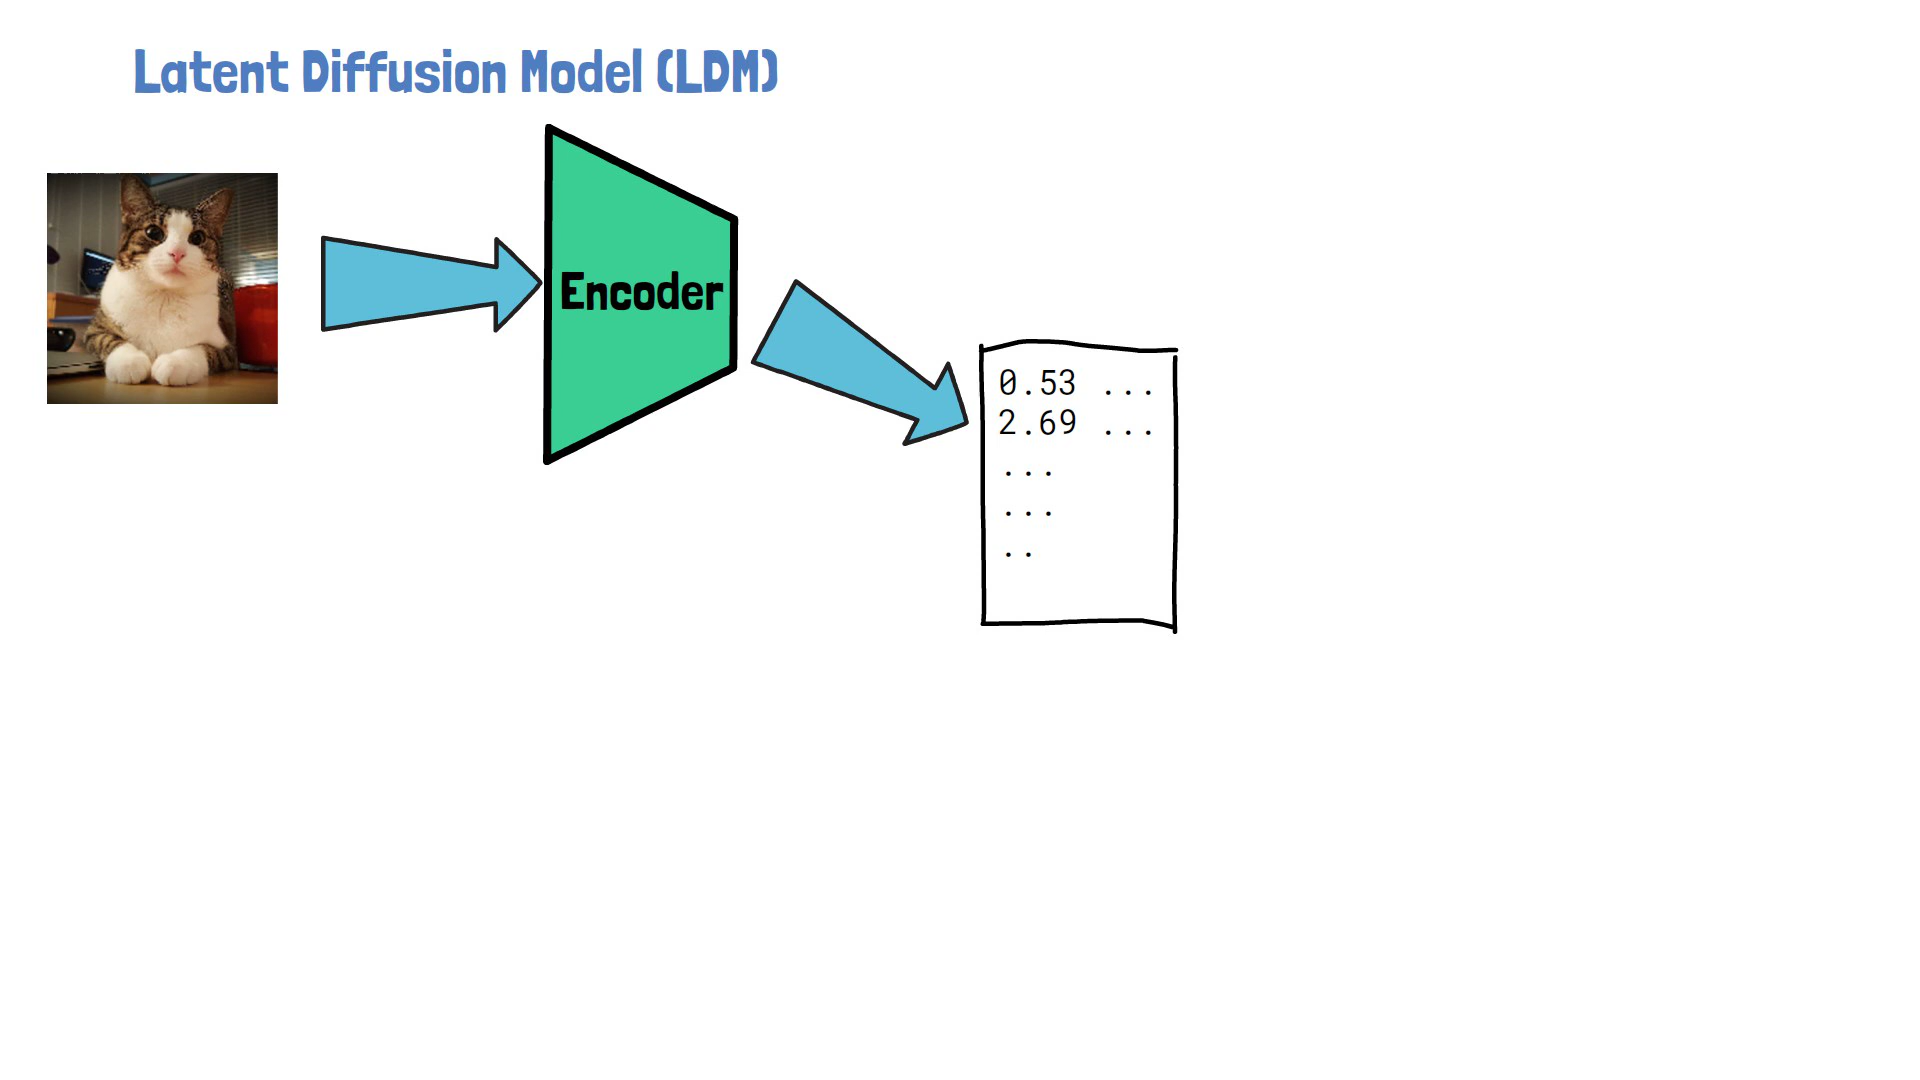 Latent Diffusion Model (LDM)
Encoder
0.53 ...
2.69 ...
...
...
..